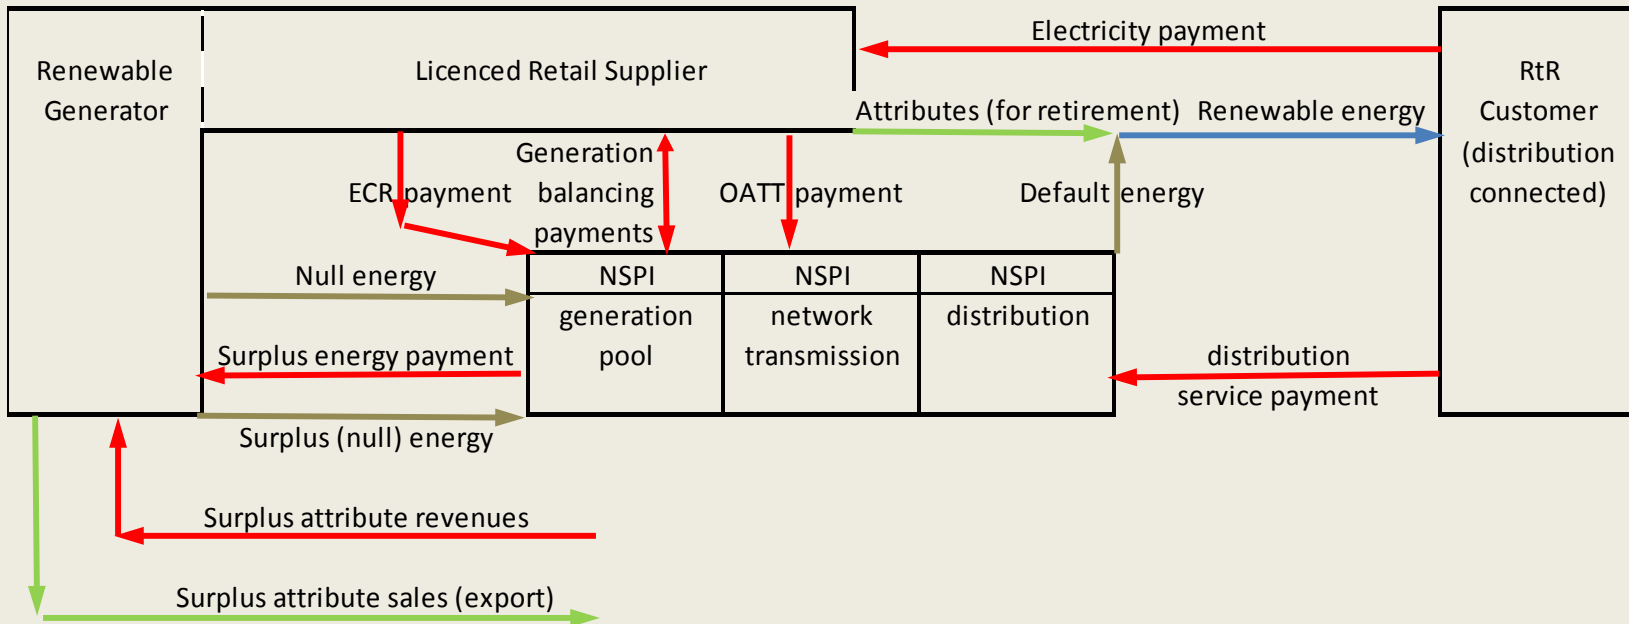 Electricity payment
Renewable
Generator
Licenced Retail Supplier
RtR
Customer
(distribution
connected)
Attributes (for retirement)
Renewable energy
Generation
balancing
payments
ECR payment
OATT payment
Default energy
Null energy
NSPI
generation
pool
NSPI
network
transmission
NSPI
distribution
Surplus energy payment
distribution
service payment
Surplus (null) energy
Surplus attribute revenues
Surplus attribute sales (export)